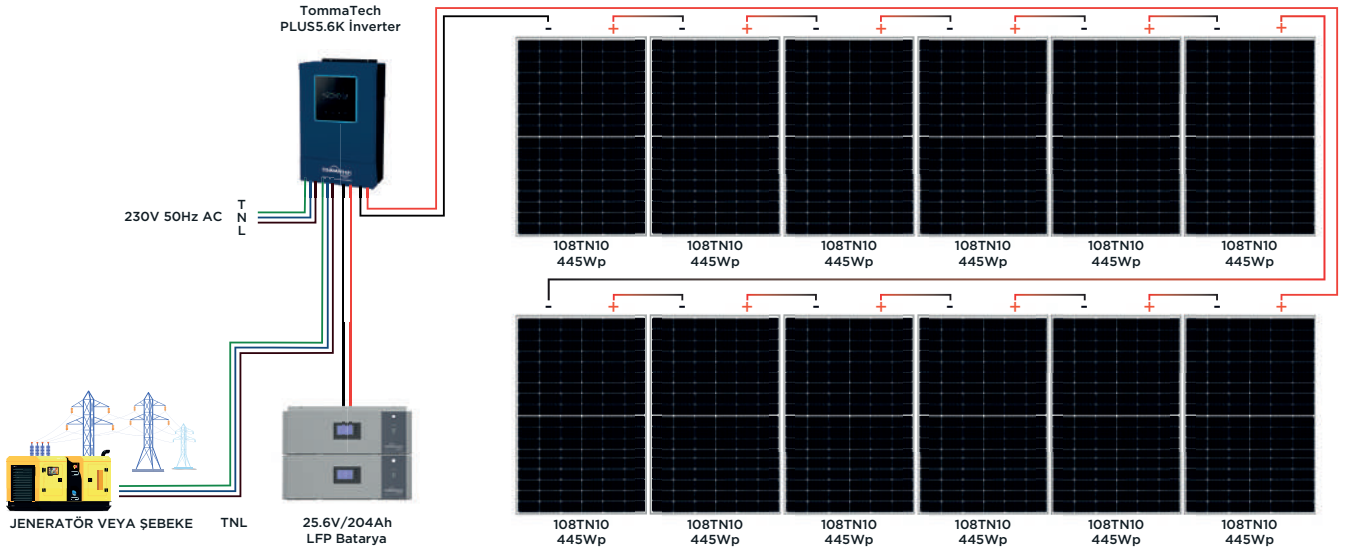 TommaTech
PLUS5.6K İnverter
- + - + - + - + - + - +
108TN10 108TN10 108TN10 108TN10 108TN10 108TN10
445Wp 445Wp 445Wp 445Wp 445Wp 445Wp
230V 50Hz AC
T
N
L
- + - + - + - + - + - +
108TN10 108TN10 108TN10 108TN10 108TN10 108TN10
445Wp 445Wp 445Wp 445Wp 445Wp 445Wp
JENERATÖR VEYA ŞEBEKE TNL
25.6V/204Ah
LFP Batarya